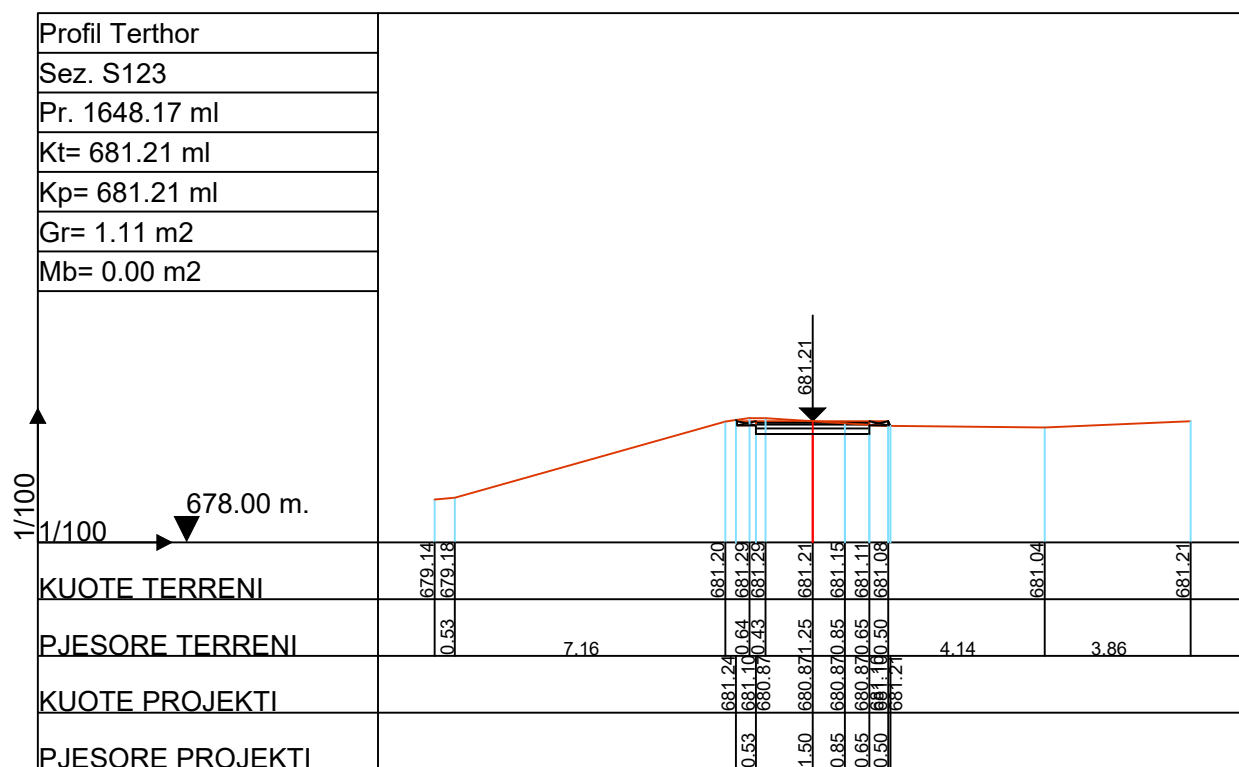 Profil Terthor
Sez. S123
Pr. 1648.17 ml
Kt= 681.21 ml
Kp= 681.21 ml
Gr= 1.11 m2
Mb= 0.00 m2
681.21
1/100
1/100
678.00 m.
KUOTE TERRENI 679.14 679.18 681.20 681.29 681.29 681.21 681.15 681.11 681.08 681.04 681.21
PJESORE TERRENI 0.53 7.16 0.64 0.43 1.25 0.85 0.65 0.50 4.14 3.86
KUOTE PROJEKTI 681.24 681.10 680.87 680.87 680.87 680.87 681.10 681.21
PJESORE PROJEKTI 0.53 1.50 0.85 0.65 0.50